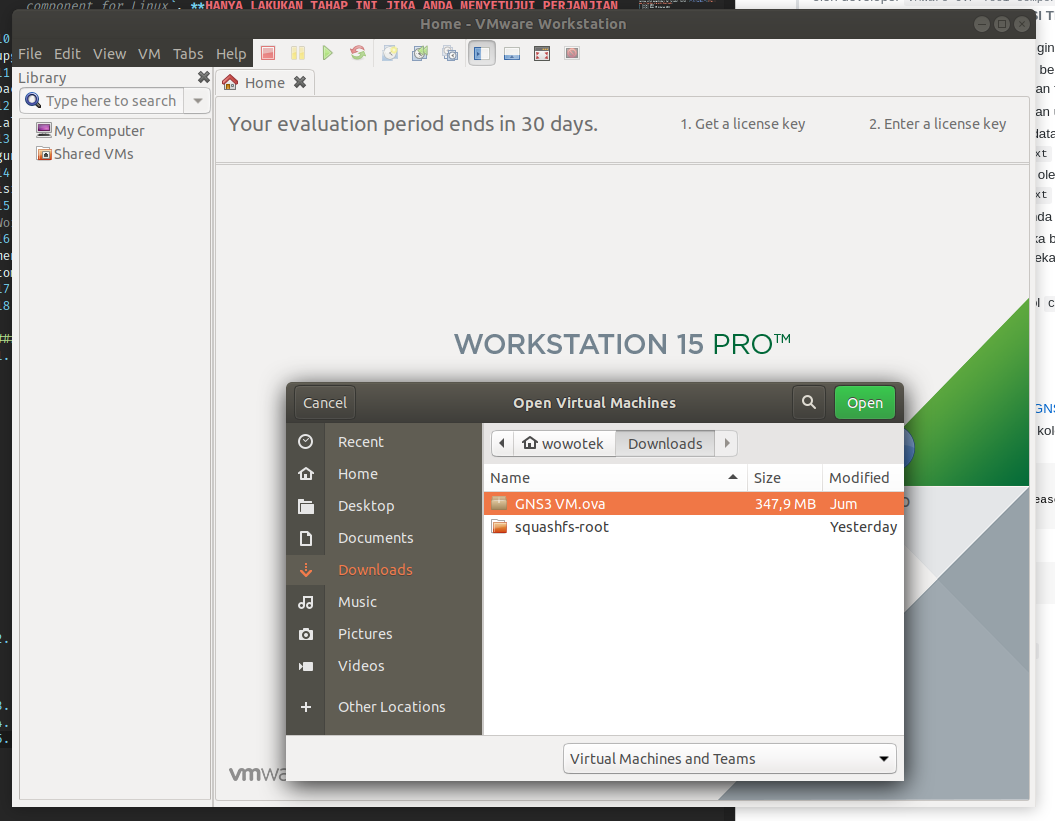 component for Linux`. **HANYA LAKUKAN TAHAP INI JIKA ANDA MENYETUJUI PERJANJIAN
Home - VMware Workstation
File Edit View VM Tabs Help
Library
Type here to search
My Computer
Shared VMs
Home
Your evaluation period ends in 30 days.
1. Get a license key
2. Enter a license key
WORKSTATION 15 PRO™
Cancel
Open Virtual Machines
Open
Recent
Home
Desktop
Documents
Downloads
Music
Pictures
Videos
Other Locations
wowotek
Downloads
Name Size Modified
GNS3 VM.ova 347,9 MB Jum
squashfs-root Yesterday
Virtual Machines and Teams
vmwa